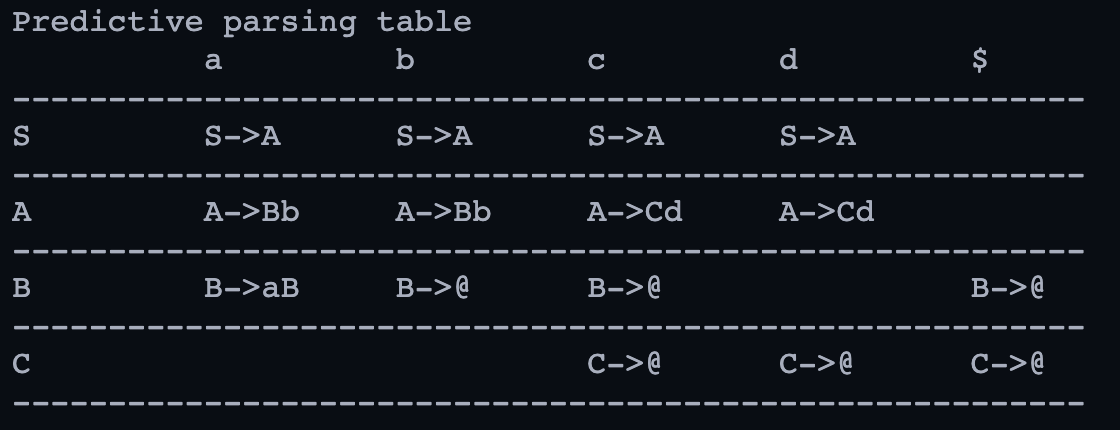 Predictive parsing table
a b c d $
------------------------------------------------------------
S S->A S->A S->A S->A
------------------------------------------------------------
A A->Bb A->Bb A->Cd A->Cd
------------------------------------------------------------
B B->aB B->@ B->@ B->@
------------------------------------------------------------
C C->@ C->@ C->@
------------------------------------------------------------